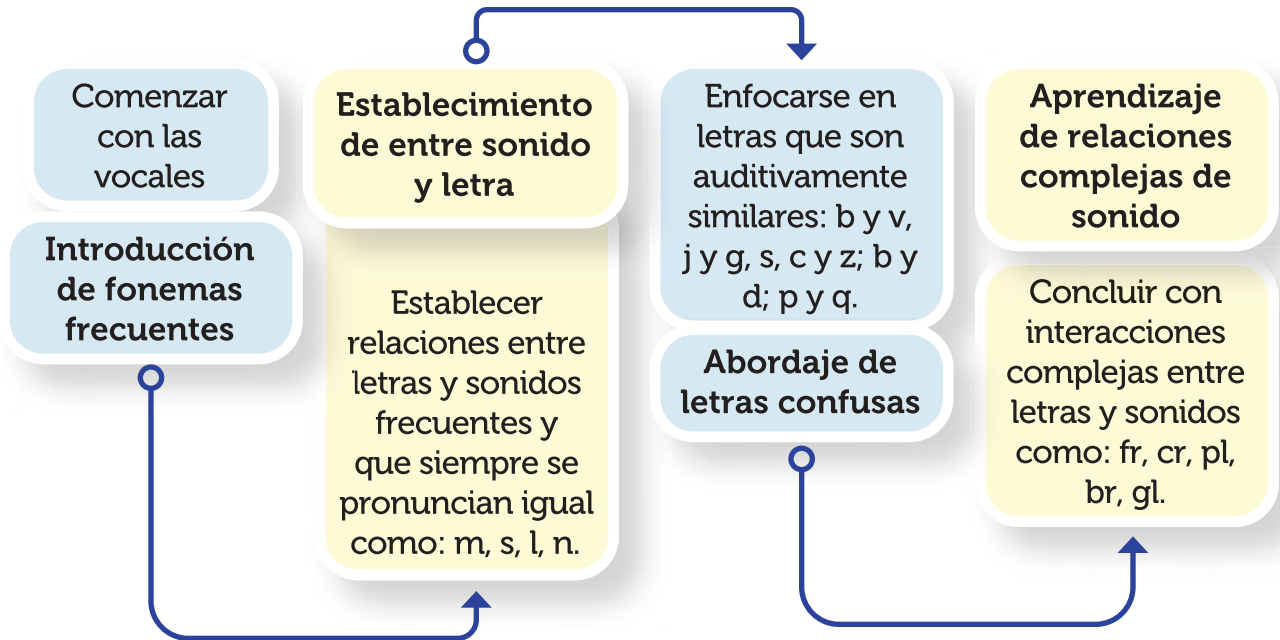 Comenzar
con las
vocales
Introducción
de fonemas
frecuentes
Establecimiento
de entre sonido
y letra
Establecer
relaciones entre
letras y sonidos
frecuentes y
que siempre se
pronuncian igual
como: m, s, l, n.
Enfocarse en
letras que son
auditivamente
similares: b y v,
j y g, s, c y z; b y
d; p y q.
Abordaje de
letras confusas
Aprendizaje
de relaciones
complejas de
sonido
Concluir con
interacciones
complejas entre
letras y sonidos
como: fr, cr, pl,
br, gl.